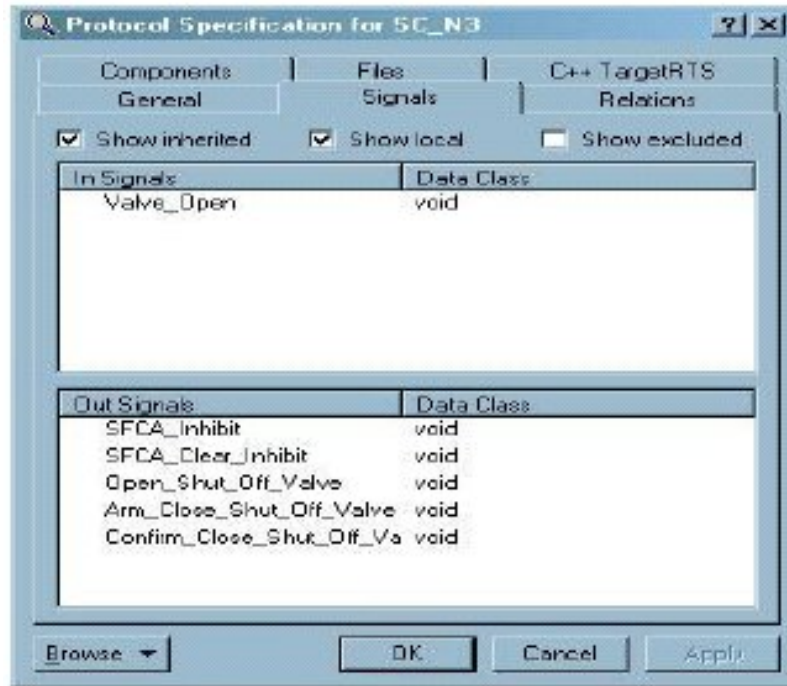 Protocol Specification for SC_N3
Components Files C++ TargetRTS
General Signals Relations
Show inherited Show local Show excluded
In Signals Data Class
Valve_Open void
Out Signals Data Class
SFCA_Inhibit void
SFCA_Clear_Inhibit void
Open_Shut_Off_Valve void
Arm_Close_Shut_Off_Valve void
Confirm_Close_Shut_Off_Va void
Browse OK Cancel Apply